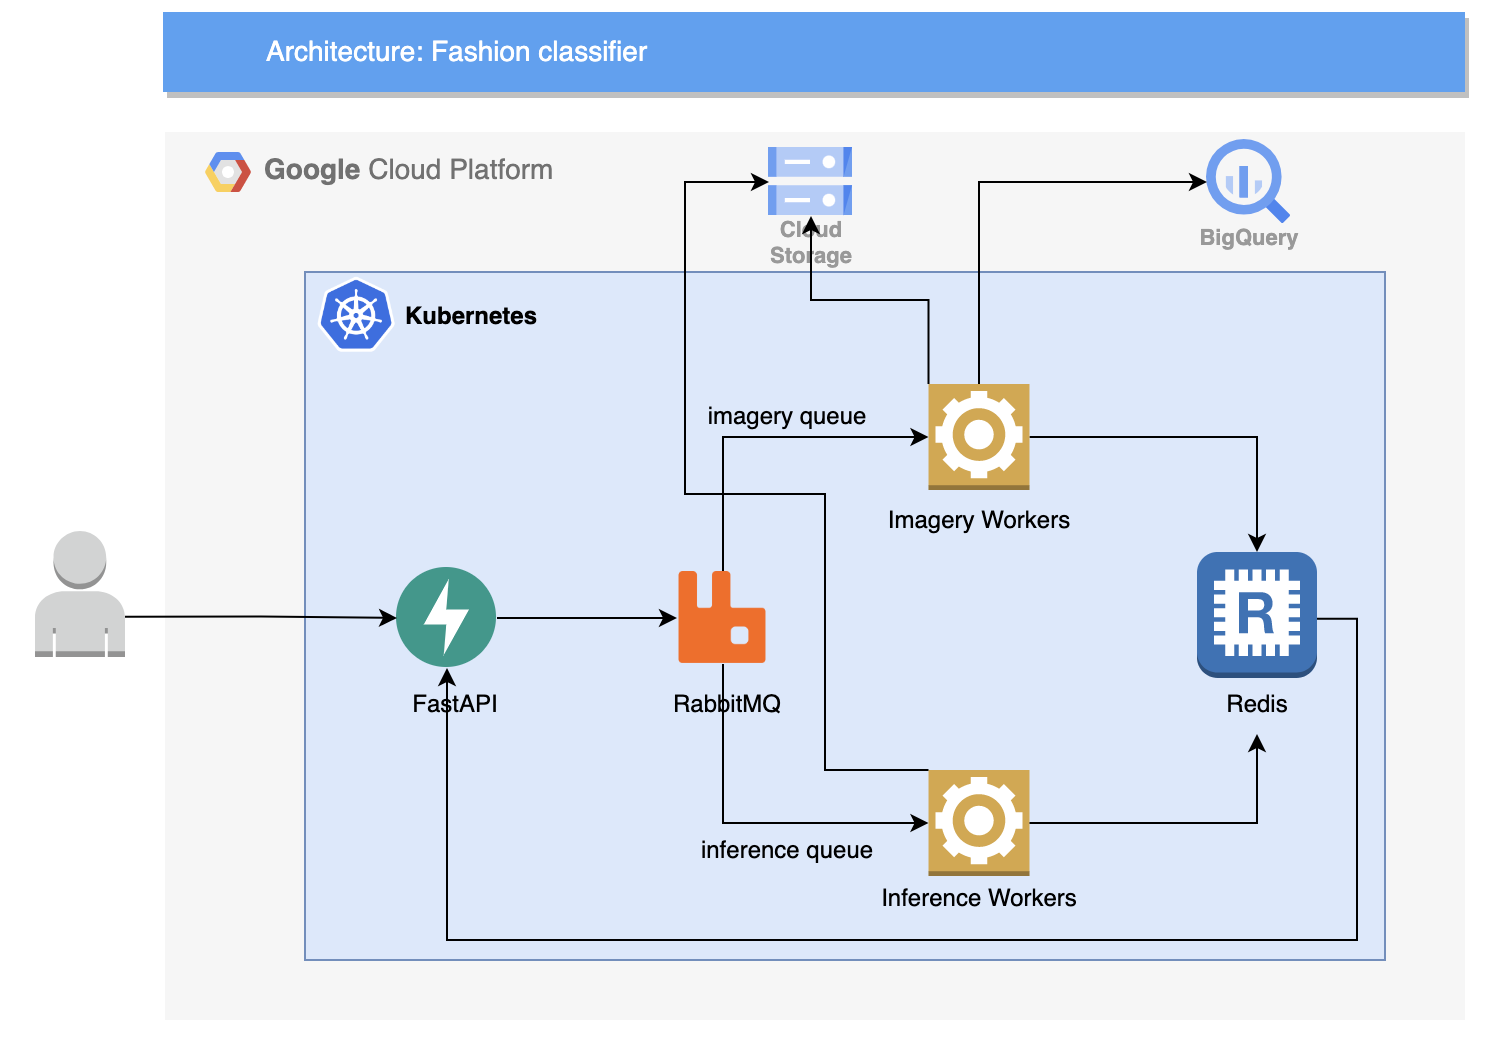 Architecture: Fashion classifier
Google Cloud Platform
Cloud
Storage
BigQuery
Kubernetes
imagery queue
Imagery Workers
R
FastAPI
RabbitMQ
Redis
inference queue
Inference Workers